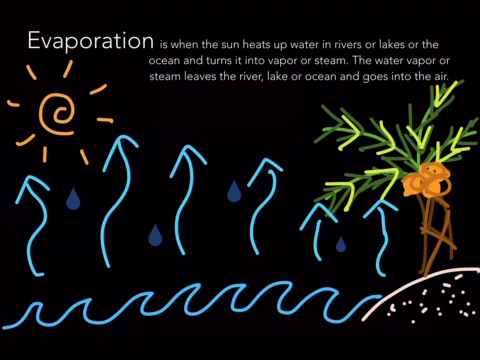 Evaporation is when the sun heats up water in rivers or lakes or the
ocean and turns it into vapor or steam. The water vapor or
steam leaves the river, lake or ocean and goes into the air.